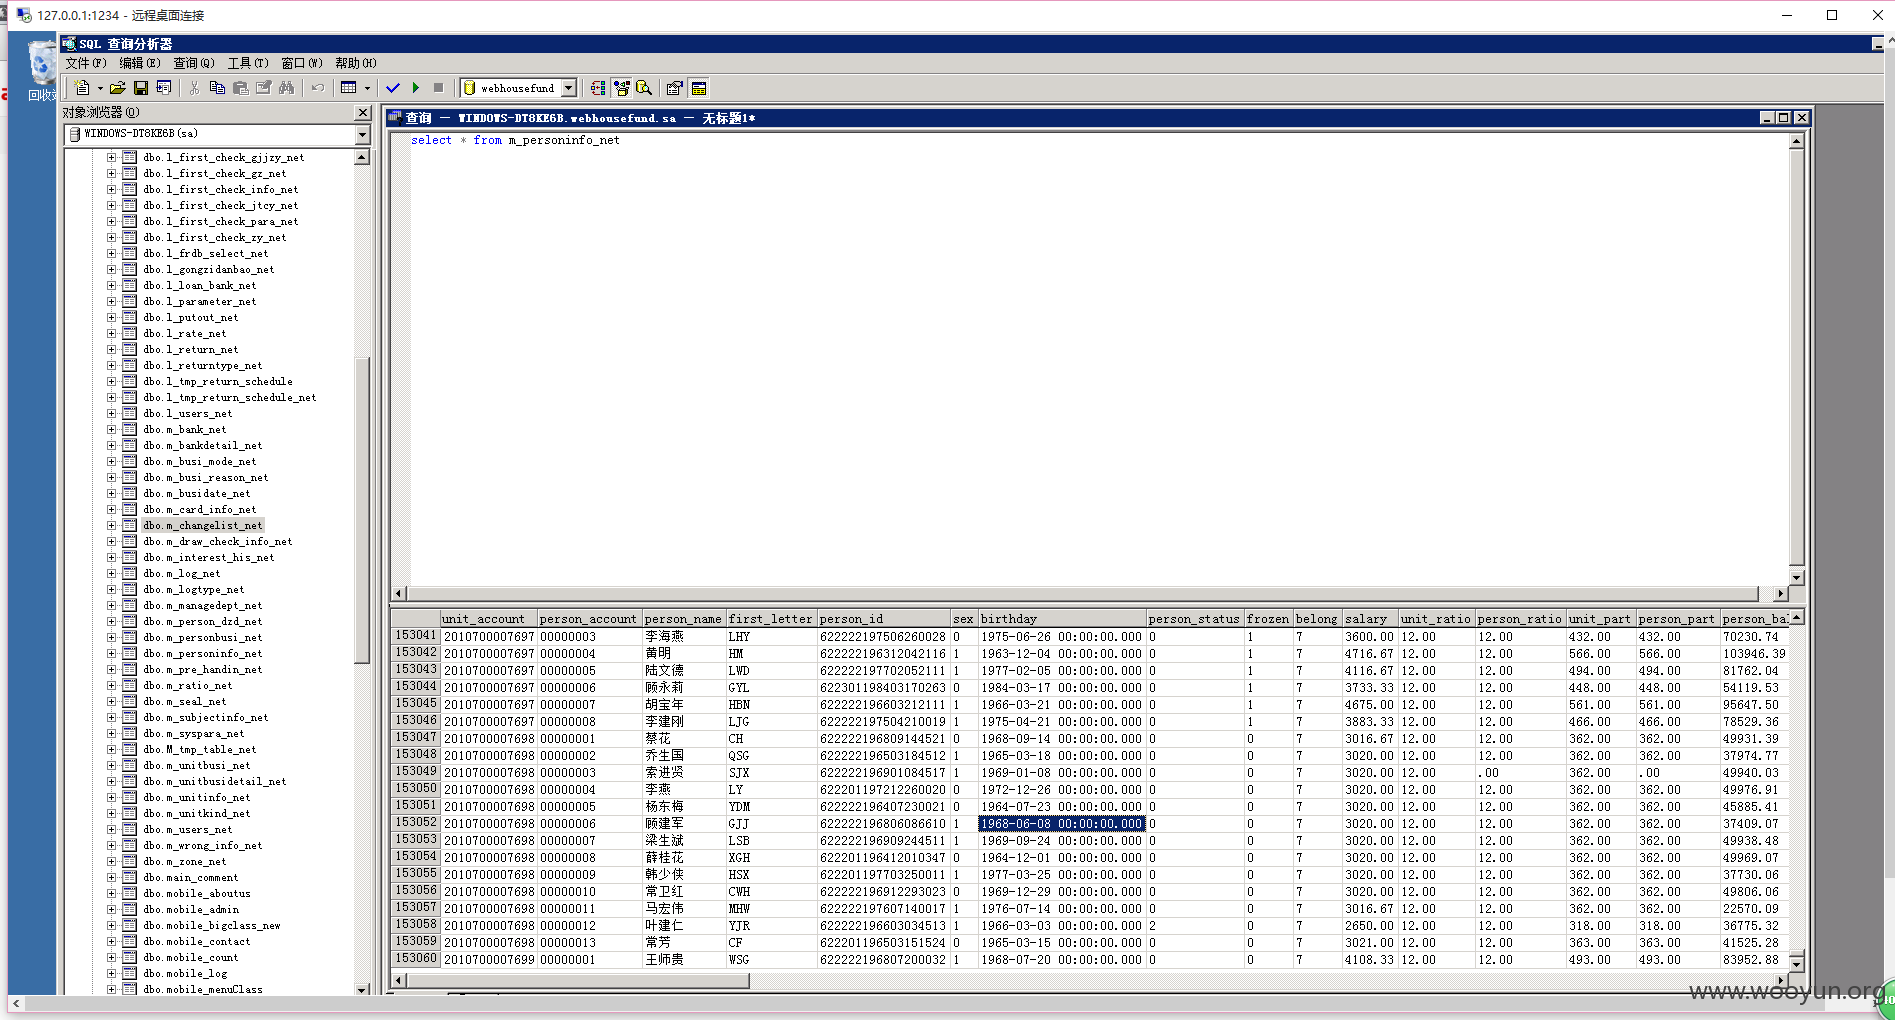 127.0.0.1:1234 - 远程桌面连接
SQL 查询分析器
文件(F) 编辑(E) 查询(Q) 工具(T) 窗口(W) 帮助(H)
webhousefund
回收
对象浏览器(O)
WINDOWS-DT8KE6B(sa)
dbo.l_first_check_gjjzy_net
dbo.l_first_check_gz_net
dbo.l_first_check_info_net
dbo.l_first_check_jtcy_net
dbo.l_first_check_para_net
dbo.l_first_check_zy_net
dbo.l_frdb_select_net
dbo.l_gongzidanbao_net
dbo.l_loan_bank_net
dbo.l_parameter_net
dbo.l_putout_net
dbo.l_rate_net
dbo.l_return_net
dbo.l_returntype_net
dbo.l_tmp_return_schedule
dbo.l_tmp_return_schedule_net
dbo.l_users_net
dbo.m_bank_net
dbo.m_bankdetail_net
dbo.m_busi_mode_net
dbo.m_busi_reason_net
dbo.m_busidate_net
dbo.m_card_info_net
dbo.m_changelist_net
dbo.m_draw_check_info_net
dbo.m_interest_his_net
dbo.m_log_net
dbo.m_logtype_net
dbo.m_managedept_net
dbo.m_person_dzd_net
dbo.m_personbusi_net
dbo.m_personinfo_net
dbo.m_pre_handin_net
dbo.m_ratio_net
dbo.m_seal_net
dbo.m_subjectinfo_net
dbo.m_syspara_net
dbo.M_tmp_table_net
dbo.m_unitbusi_net
dbo.m_unitbusidetail_net
dbo.m_unitinfo_net
dbo.m_unitkind_net
dbo.m_users_net
dbo.m_wrong_info_net
dbo.m_zone_net
dbo.main_comment
dbo.mobile_aboutus
dbo.mobile_admin
dbo.mobile_bigclass_new
dbo.mobile_contact
dbo.mobile_count
dbo.mobile_log
dbo.mobile_menuClass
查询 — WINDOWS-DT8KE6B.webhousefund.sa — 无标题1*
select * from m_personinfo_net
unit_account person_account person_name first_letter person_id sex birthday person_status frozen belong salary unit_ratio person_ratio unit_part person_part person_bal
153041 2010700007697 00000003 李海燕 LHY 622222197506260028 0 1975-06-26 00:00:00.000 0 1 7 3600.00 12.00 12.00 432.00 432.00 70230.74
153042 2010700007697 00000004 黄明 HM 622222196312042116 1 1963-12-04 00:00:00.000 0 1 7 4716.67 12.00 12.00 566.00 566.00 103946.39
153043 2010700007697 00000005 陆文德 LWD 622222197702052111 1 1977-02-05 00:00:00.000 0 1 7 4116.67 12.00 12.00 494.00 494.00 81762.04
153044 2010700007697 00000006 顾永莉 GYL 622301198403170263 0 1984-03-17 00:00:00.000 0 1 7 3733.33 12.00 12.00 448.00 448.00 54119.53
153045 2010700007697 00000007 胡宝年 HBN 622222196603212111 1 1966-03-21 00:00:00.000 0 1 7 4675.00 12.00 12.00 561.00 561.00 95647.50
153046 2010700007697 00000008 李建刚 LJG 622222197504210019 1 1975-04-21 00:00:00.000 0 1 7 3883.33 12.00 12.00 466.00 466.00 78529.36
153047 2010700007698 00000001 蔡花 CH 622222196809144521 0 1968-09-14 00:00:00.000 0 0 7 3016.67 12.00 12.00 362.00 362.00 49931.39
153048 2010700007698 00000002 乔生国 QSG 622222196503184512 1 1965-03-18 00:00:00.000 0 0 7 3020.00 12.00 12.00 362.00 362.00 37974.77
153049 2010700007698 00000003 索进贤 SJX 622222196901084517 1 1969-01-08 00:00:00.000 0 0 7 3020.00 12.00 .00 362.00 .00 49940.03
153050 2010700007698 00000004 李燕 LY 622201197212260020 0 1972-12-26 00:00:00.000 0 0 7 3020.00 12.00 12.00 362.00 362.00 49976.91
153051 2010700007698 00000005 杨东梅 YDM 622222196407230021 0 1964-07-23 00:00:00.000 0 0 7 3020.00 12.00 12.00 362.00 362.00 45885.41
153052 2010700007698 00000006 顾建军 GJJ 622222196806086610 1 1968-06-08 00:00:00.000 0 0 7 3020.00 12.00 12.00 362.00 362.00 37409.07
153053 2010700007698 00000007 梁生斌 LSB 622222196909244511 1 1969-09-24 00:00:00.000 0 0 7 3020.00 12.00 12.00 362.00 362.00 49938.48
153054 2010700007698 00000008 薛桂花 XGH 622201196412010347 0 1964-12-01 00:00:00.000 0 0 7 3020.00 12.00 12.00 362.00 362.00 49969.07
153055 2010700007698 00000009 韩少侠 HSX 622201197703250011 1 1977-03-25 00:00:00.000 0 0 7 3020.00 12.00 12.00 362.00 362.00 37730.06
153056 2010700007698 00000010 常卫红 CWH 622222196912293023 0 1969-12-29 00:00:00.000 0 0 7 3020.00 12.00 12.00 362.00 362.00 49806.06
153057 2010700007698 00000011 马宏伟 MHW 622222197607140017 1 1976-07-14 00:00:00.000 0 0 7 3016.67 12.00 12.00 362.00 362.00 22570.09
153058 2010700007698 00000012 叶建仁 YJR 622222196603034513 1 1966-03-03 00:00:00.000 2 0 7 2650.00 12.00 12.00 318.00 318.00 36775.32
153059 2010700007698 00000013 常芳 CF 622201196503151524 0 1965-03-15 00:00:00.000 0 0 7 3021.00 12.00 12.00 363.00 363.00 41525.28
153060 2010700007699 00000001 王师贵 WSG 622222196807200032 1 1968-07-20 00:00:00.000 0 0 7 4108.33 12.00 12.00 493.00 493.00 83952.88
www.wooyun.org